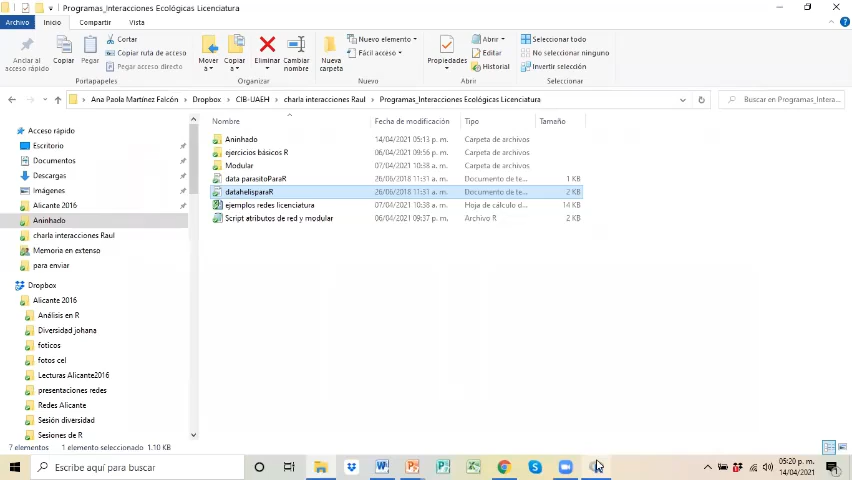 Programas_Interacciones Ecológicas Licenciatura
Archivo Inicio Compartir Vista
Anclar al acceso rápido
Copiar
Pegar
Cortar
Copiar ruta de acceso
Pegar acceso directo
Portapapeles
Mover a
Copiar a
Eliminar
Cambiar nombre
Organizar
Nueva carpeta
Nuevo elemento
Fácil acceso
Nuevo
Propiedades
Abrir
Editar
Historial
Abrir
Seleccionar todo
No seleccionar ninguno
Invertir selección
Seleccionar
Ana Paola Martínez Falcón > Dropbox > CIB-UAEH > charla interacciones Raul > Programas_Interacciones Ecológicas Licenciatura
Buscar en Programas_Intera...
Acceso rápido
Escritorio
Documentos
Descargas
Imágenes
Alicante 2016
Aninhado
charla interacciones Raul
Memoria en extenso
para enviar
Dropbox
Alicante 2016
Análisis en R
Diversidad johana
foticos
fotos cel
Lecturas Alicante2016
presentaciones redes
Redes Alicante
Sesión diversidad
Sesiones de R
Nombre Fecha de modificación Tipo Tamaño
Aninhado 14/04/2021 05:13 p. m. Carpeta de archivos
ejercicios básicos R 06/04/2021 09:56 p. m. Carpeta de archivos
Modular 07/04/2021 10:38 a. m. Carpeta de archivos
data parasitoParaR 26/06/2018 11:31 a. m. Documento de te... 1 KB
datahelisparaR 26/06/2018 11:31 a. m. Documento de te... 2 KB
ejemplos redes licenciatura 07/04/2021 10:38 a. m. Hoja de cálculo d... 14 KB
Script atributos de red y modular 06/04/2021 09:37 p. m. Archivo R 2 KB
7 elementos 1 elemento seleccionado 1.10 KB
Escribe aquí para buscar
05:20 p. m.
14/04/2021